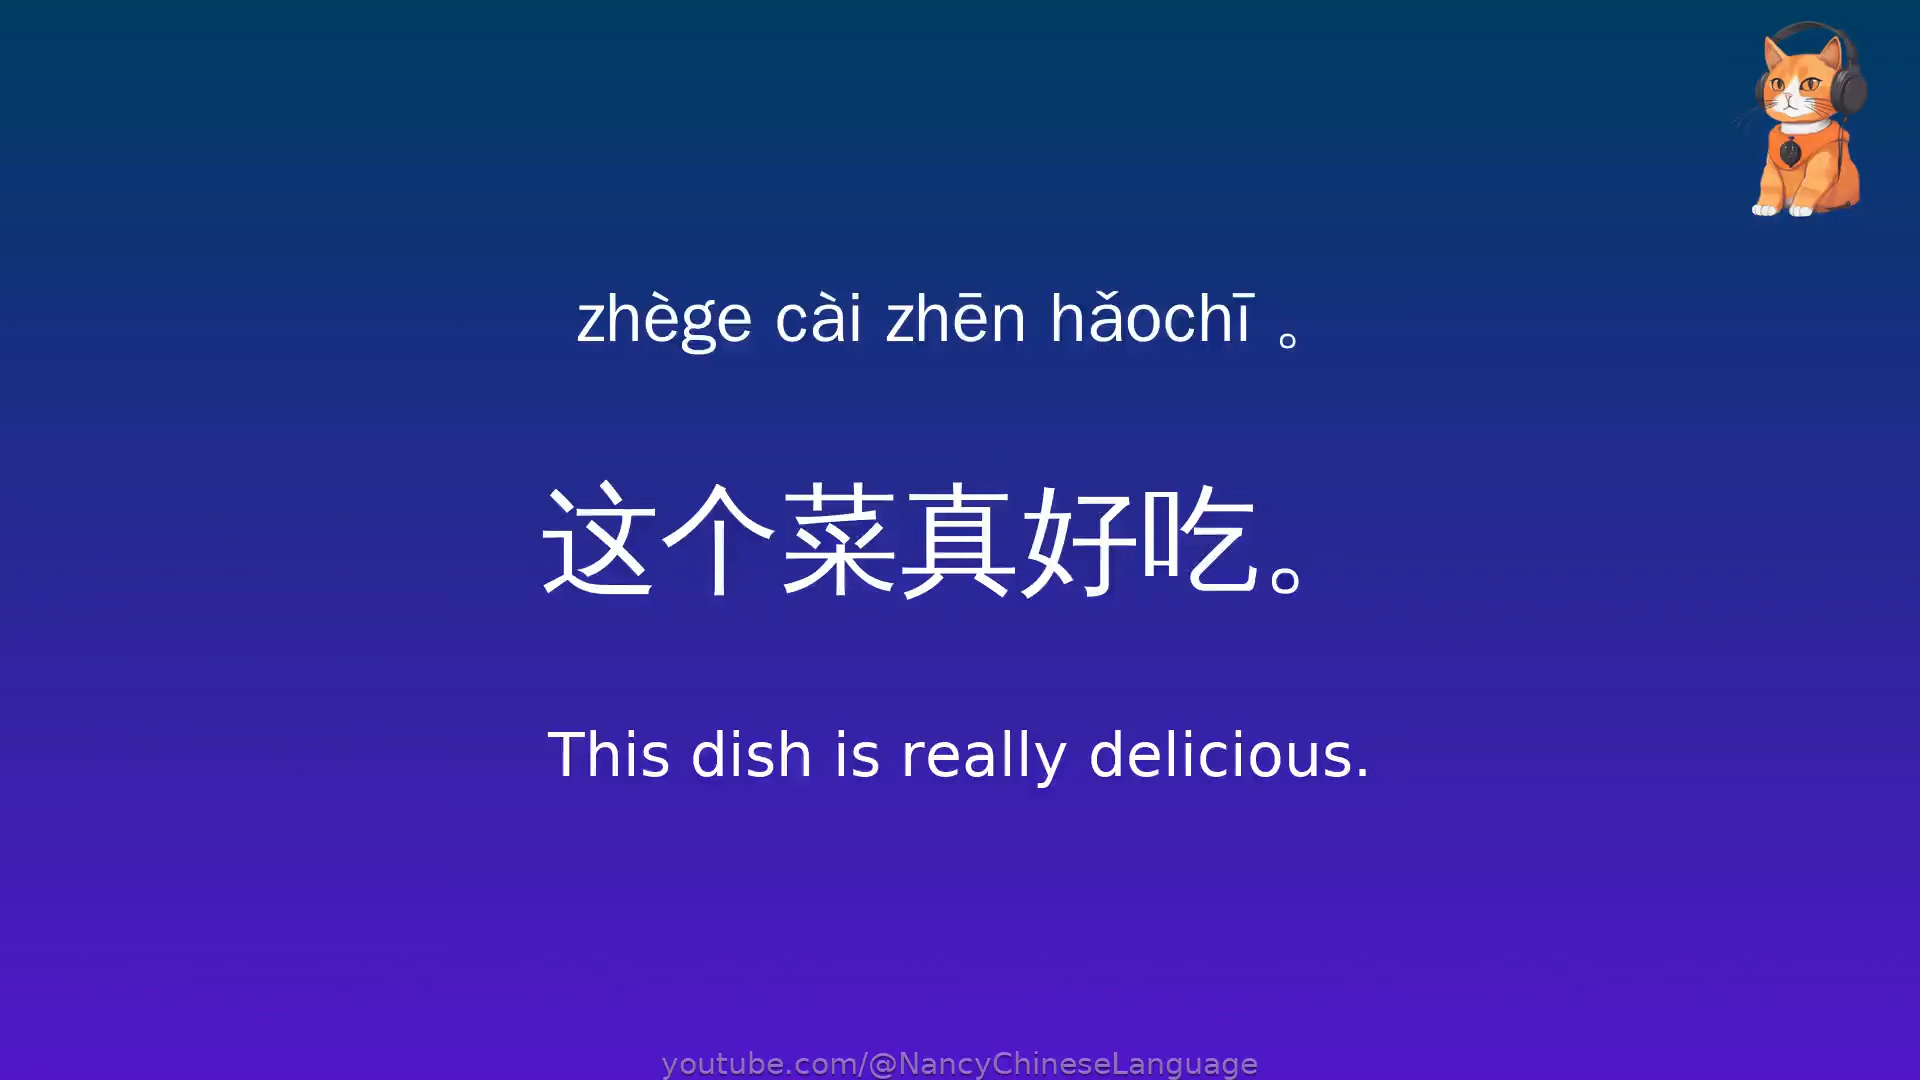 zhège cài zhēn hǎochī 。
这个菜真好吃。
This dish is really delicious.
youtube.com/@NancyChineseLanguage